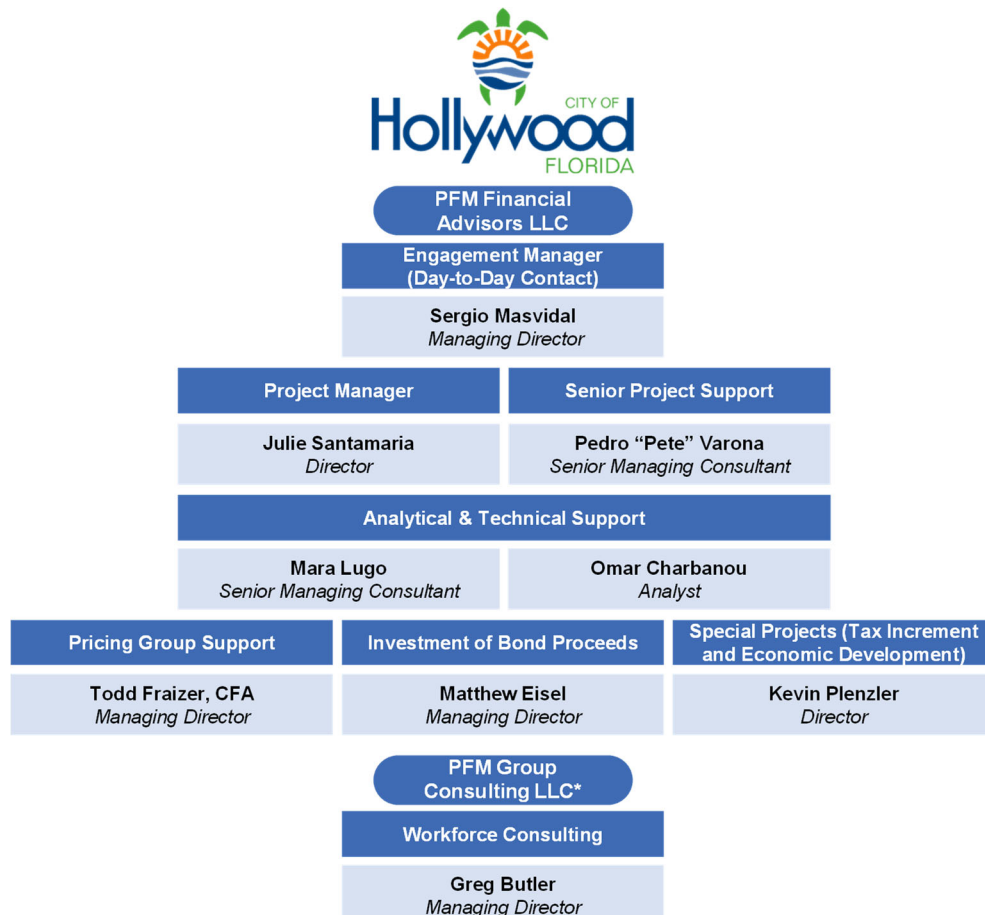 CITY OF
Hollywood
FLORIDA
PFM Financial
Advisors LLC
Engagement Manager
(Day-to-Day Contact)
Sergio Masvidal
Managing Director
Project Manager
Senior Project Support
Julie Santamaria
Director
Pedro “Pete” Varona
Senior Managing Consultant
Analytical & Technical Support
Mara Lugo
Senior Managing Consultant
Omar Charbanou
Analyst
Pricing Group Support
Investment of Bond Proceeds
Special Projects (Tax Increment
and Economic Development)
Todd Fraizer, CFA
Managing Director
Matthew Eisel
Managing Director
Kevin Plenzler
Director
PFM Group
Consulting LLC*
Workforce Consulting
Greg Butler
Managing Director